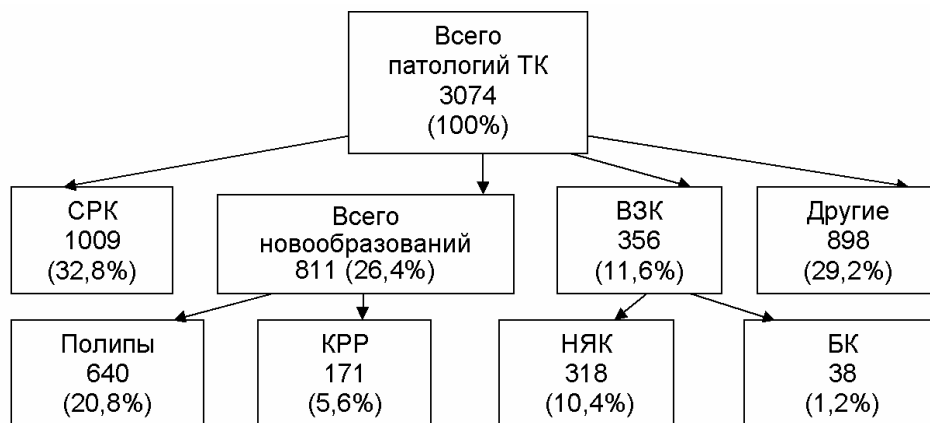 Всего
патологий ТК
3074
(100%)
СРК
1009
(32,8%)
Всего
новообразований
811 (26,4%)
ВЗК
356
(11,6%)
Другие
898
(29,2%)
Полипы
640
(20,8%)
КРР
171
(5,6%)
НЯК
318
(10,4%)
БК
38
(1,2%)